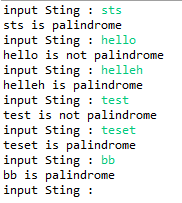 input Sting : sts
sts is palindrome
input Sting : hello
hello is not palindrome
input Sting : helleh
helleh is palindrome
input Sting : test
test is not palindrome
input Sting : teset
teset is palindrome
input Sting : bb
bb is palindrome
input Sting :